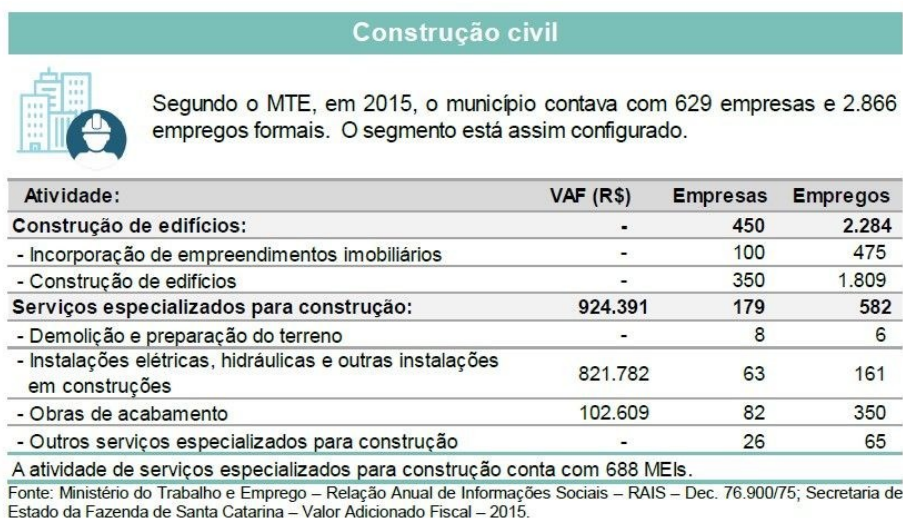 Construção civil
Segundo o MTE, em 2015, o município contava com 629 empresas e 2.866
empregos formais. O segmento está assim configurado.
Atividade: VAF (R$) Empresas Empregos
Construção de edifícios: - 450 2.284
- Incorporação de empreendimentos imobiliários - 100 475
- Construção de edifícios - 350 1.809
Serviços especializados para construção: 924.391 179 582
- Demolição e preparação do terreno - 8 6
- Instalações elétricas, hidráulicas e outras instalações
em construções 821.782 63 161
- Obras de acabamento 102.609 82 350
- Outros serviços especializados para construção - 26 65
A atividade de serviços especializados para construção conta com 688 MEIs.
Fonte: Ministério do Trabalho e Emprego – Relação Anual de Informações Sociais – RAIS – Dec. 76.900/75; Secretaria de
Estado da Fazenda de Santa Catarina – Valor Adicionado Fiscal – 2015.